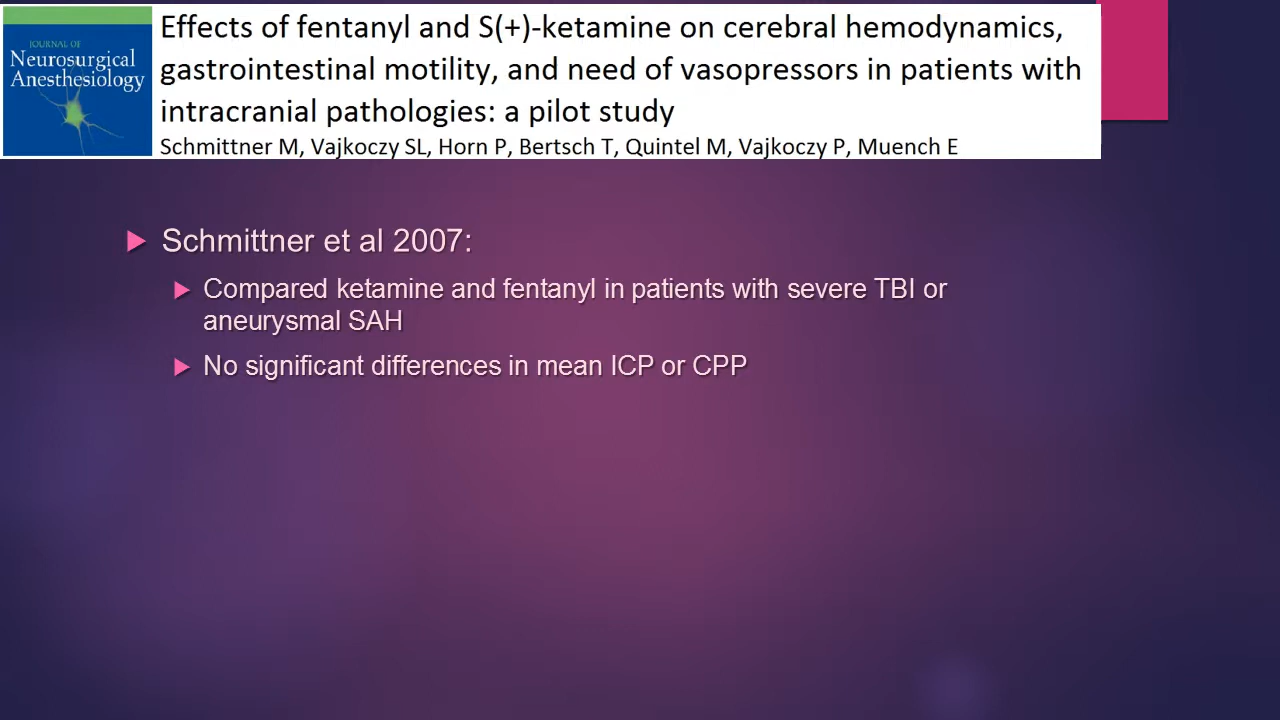 JOURNAL OF
Neurosurgical
Anesthesiology
Effects of fentanyl and S(+)-ketamine on cerebral hemodynamics,
gastrointestinal motility, and need of vasopressors in patients with
intracranial pathologies: a pilot study
Schmittner M, Vajkoczy SL, Horn P, Bertsch T, Quintel M, Vajkoczy P, Muench E
Schmittner et al 2007:
Compared ketamine and fentanyl in patients with severe TBI or
aneurysmal SAH
No significant differences in mean ICP or CPP